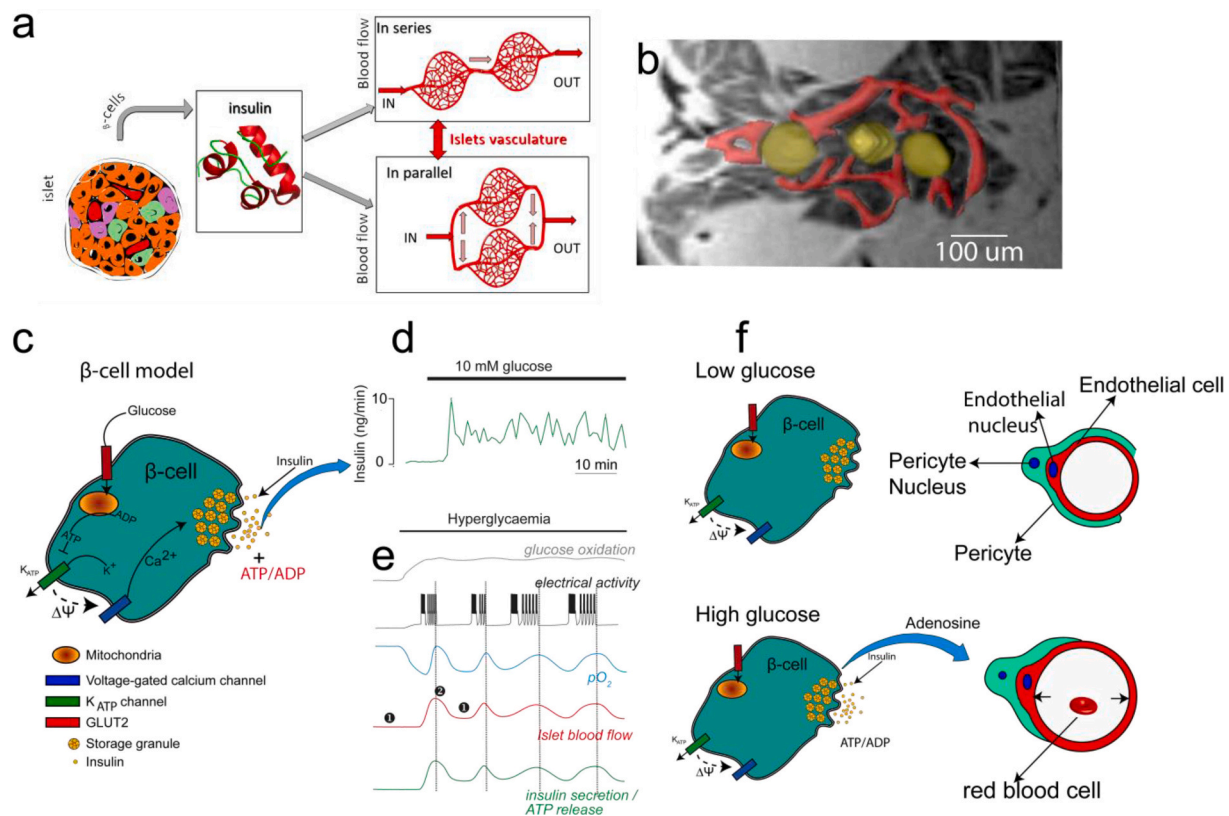 a
β-cells
islet
insulin
Blood flow
In series
IN
OUT
Islets vasculature
Blood flow
In parallel
IN
OUT
b
100 um
c
β-cell model
Glucose
β-cell
ADP
ATP
K+
KATP
ΔΨ
Ca2+
Insulin
+
ATP/ADP
Mitochondria
Voltage-gated calcium channel
K ATP channel
GLUT2
Storage granule
Insulin
d
10 mM glucose
Insulin (ng/min)
10
0
10 min
Hyperglycaemia
e
glucose oxidation
electrical activity
pO2
❶
❷
❶
Islet blood flow
insulin secretion /
ATP release
f
Low glucose
β-cell
KATP
ΔΨ
Endothelial cell
Endothelial
nucleus
Pericyte
Nucleus
Pericyte
High glucose
β-cell
KATP
ΔΨ
Insulin
ATP/ADP
Adenosine
red blood cell